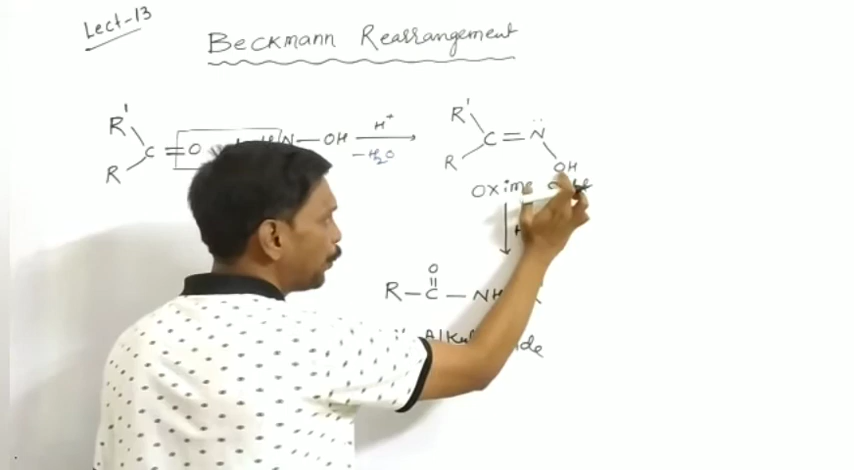 Lect-13
Beckmann Rearrangement
R'
R
C=O
N—OH
H⁺
-H₂O
R'
R
C=N̈
OH
Oxime
O
||
R—C—NH